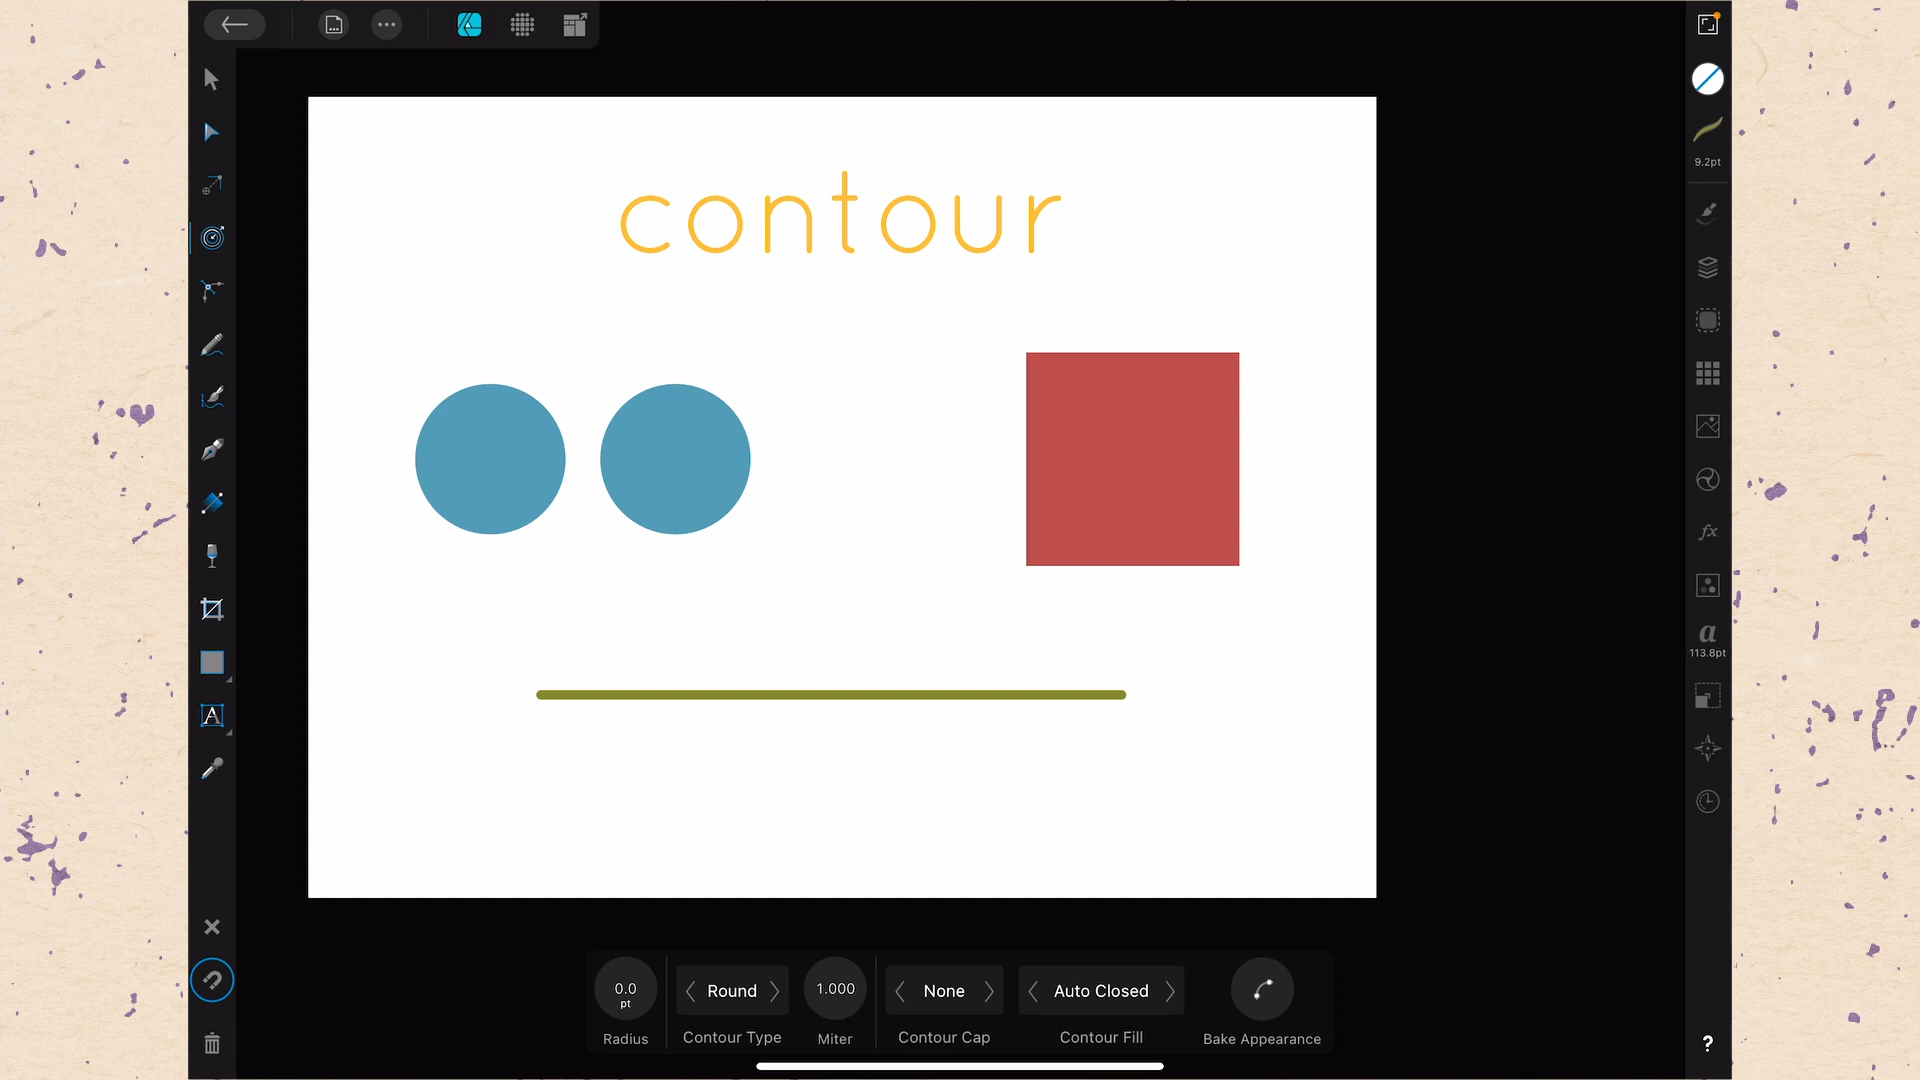 contour
9.2pt
fx
a
113.8pt
A
0.0
pt
Radius
Round
Contour Type
1.000
Miter
None
Contour Cap
Auto Closed
Contour Fill
Bake Appearance
?